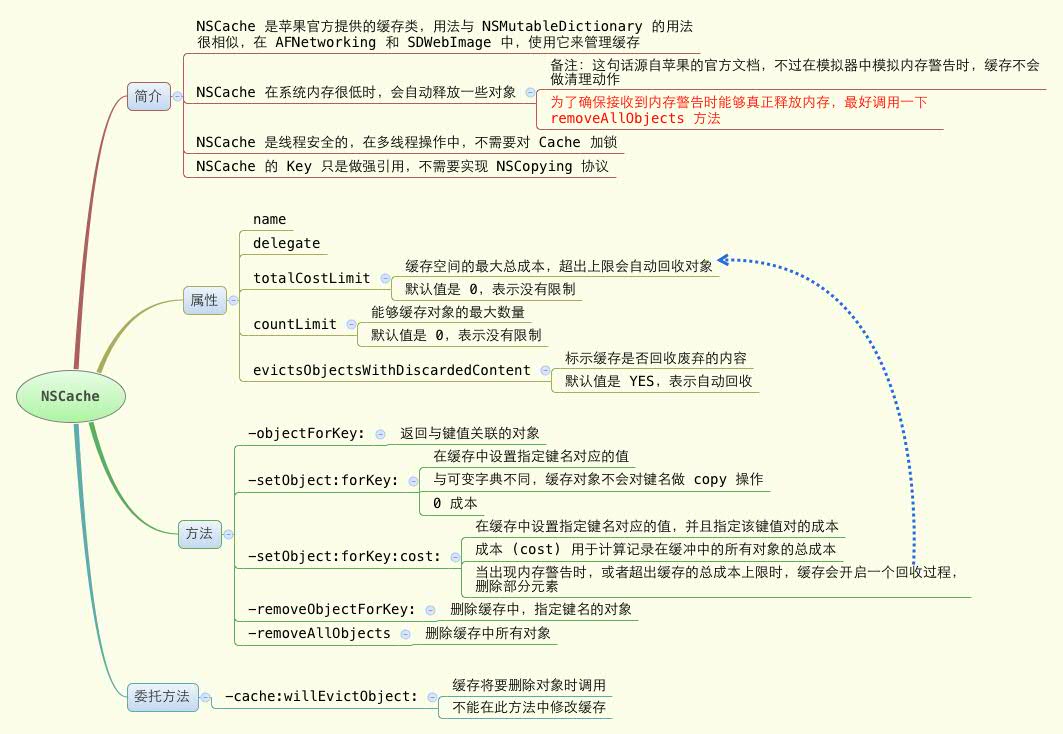 NSCache
简介
NSCache 是苹果官方提供的缓存类，用法与 NSMutableDictionary 的用法
很相似，在 AFNetworking 和 SDWebImage 中，使用它来管理缓存
NSCache 在系统内存很低时，会自动释放一些对象
备注：这句话源自苹果的官方文档，不过在模拟器中模拟内存警告时，缓存不会
做清理动作
为了确保接收到内存警告时能够真正释放内存，最好调用一下
removeAllObjects 方法
NSCache 是线程安全的，在多线程操作中，不需要对 Cache 加锁
NSCache 的 Key 只是做强引用，不需要实现 NSCopying 协议
属性
name
delegate
totalCostLimit
缓存空间的最大总成本，超出上限会自动回收对象
默认值是 0，表示没有限制
countLimit
能够缓存对象的最大数量
默认值是 0，表示没有限制
evictsObjectsWithDiscardedContent
标示缓存是否回收废弃的内容
默认值是 YES，表示自动回收
方法
-objectForKey:
返回与键值关联的对象
-setObject:forKey:
在缓存中设置指定键名对应的值
与可变字典不同，缓存对象不会对键名做 copy 操作
0 成本
-setObject:forKey:cost:
在缓存中设置指定键名对应的值，并且指定该键值对的成本
成本 (cost) 用于计算记录在缓冲中的所有对象的总成本
当出现内存警告时，或者超出缓存的总成本上限时，缓存会开启一个回收过程，
删除部分元素
-removeObjectForKey:
删除缓存中，指定键名的对象
-removeAllObjects
删除缓存中所有对象
委托方法
-cache:willEvictObject:
缓存将要删除对象时调用
不能在此方法中修改缓存